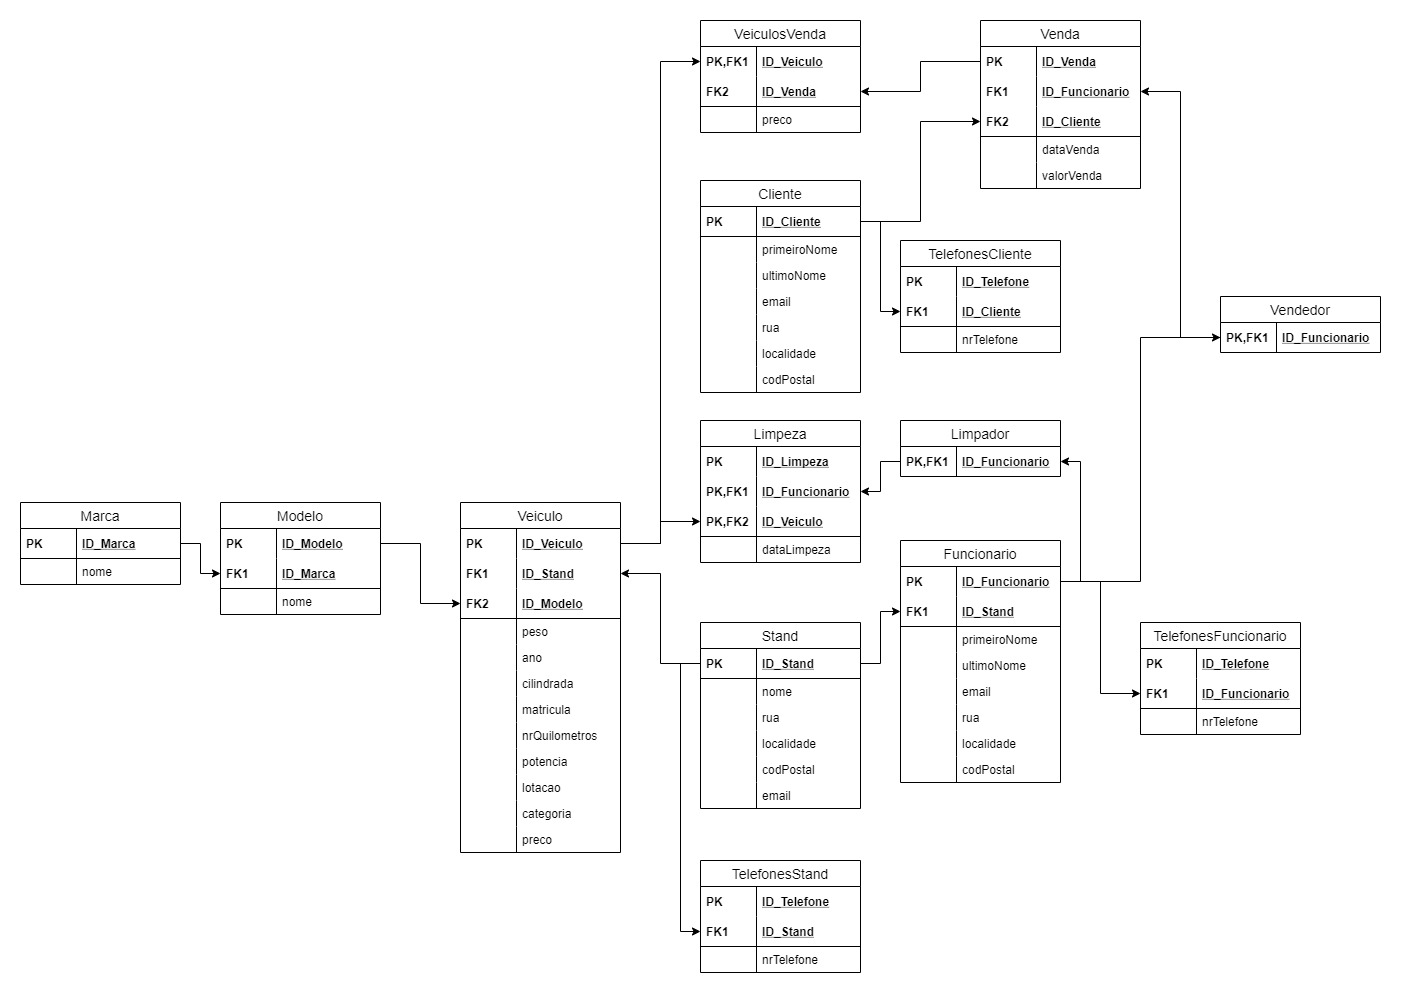 VeiculosVenda
PK,FK1 ID_Veiculo
FK2 ID_Venda
preco
Venda
PK ID_Venda
FK1 ID_Funcionario
FK2 ID_Cliente
dataVenda
valorVenda
Cliente
PK ID_Cliente
primeiroNome
ultimoNome
email
rua
localidade
codPostal
TelefonesCliente
PK ID_Telefone
FK1 ID_Cliente
nrTelefone
Vendedor
PK,FK1 ID_Funcionario
Limpeza
PK ID_Limpeza
PK,FK1 ID_Funcionario
PK,FK2 ID_Veiculo
dataLimpeza
Limpador
PK,FK1 ID_Funcionario
Marca
PK ID_Marca
nome
Modelo
PK ID_Modelo
FK1 ID_Marca
nome
Veiculo
PK ID_Veiculo
FK1 ID_Stand
FK2 ID_Modelo
peso
ano
cilindrada
matricula
nrQuilometros
potencia
lotacao
categoria
preco
Funcionario
PK ID_Funcionario
FK1 ID_Stand
primeiroNome
ultimoNome
email
rua
localidade
codPostal
Stand
PK ID_Stand
nome
rua
localidade
codPostal
email
TelefonesFuncionario
PK ID_Telefone
FK1 ID_Funcionario
nrTelefone
TelefonesStand
PK ID_Telefone
FK1 ID_Stand
nrTelefone